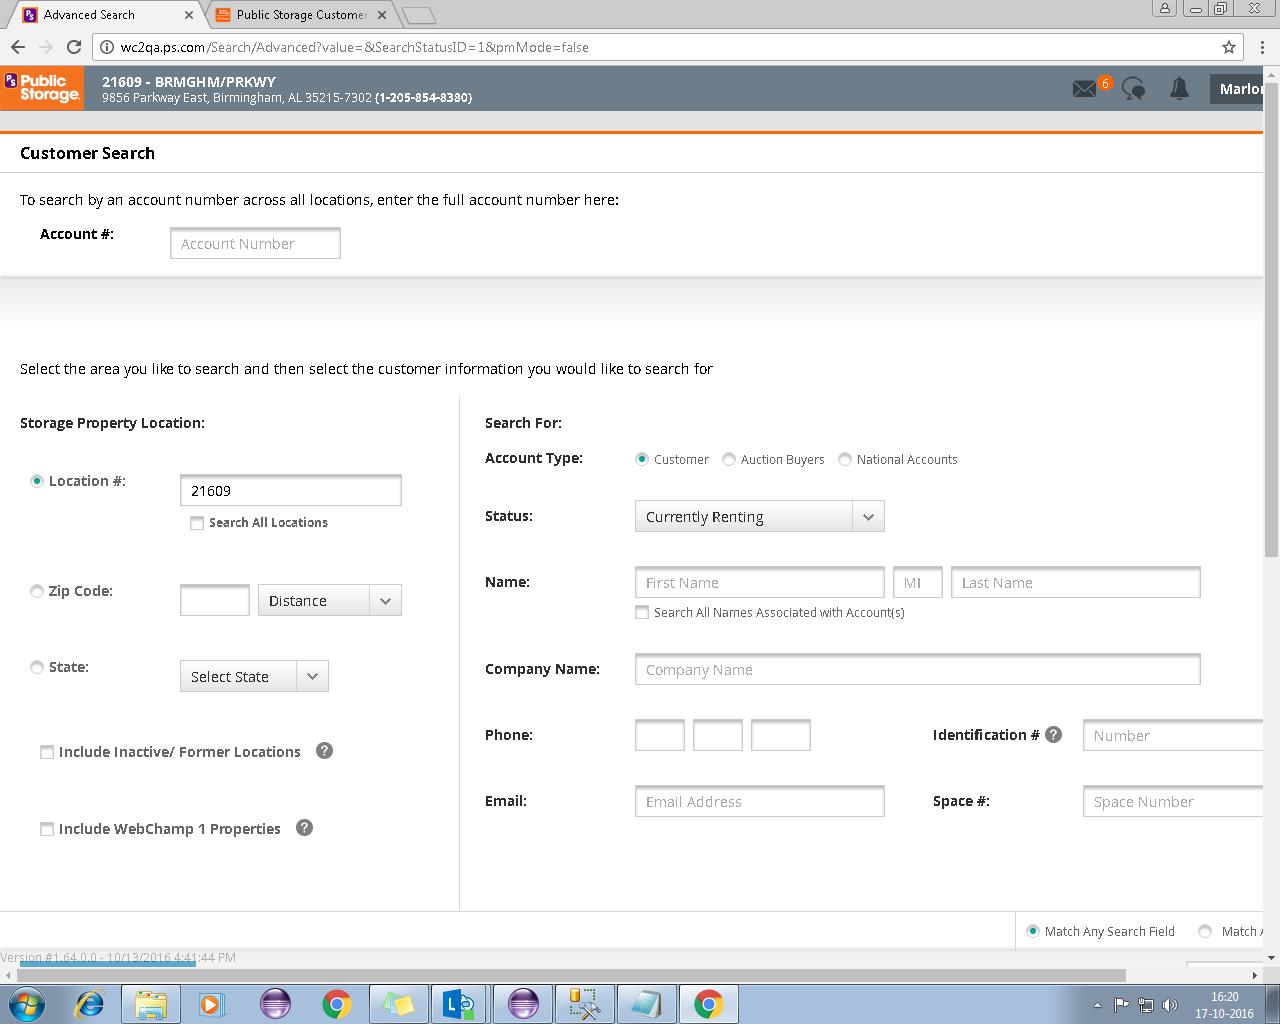 Advanced Search
Public Storage Customer
wc2qa.ps.com/Search/Advanced?value=&SearchStatusID=1&pmMode=false
PS Public Storage.
21609 - BRMGHM/PRKWY
9856 Parkway East, Birmingham, AL 35215-7302 (1-205-854-8380)
6
Marlon
Customer Search
To search by an account number across all locations, enter the full account number here:
Account #:
Account Number
Select the area you like to search and then select the customer information you would like to search for
Storage Property Location:
Location #:
21609
Search All Locations
Zip Code:
Distance
State:
Select State
Include Inactive/ Former Locations ?
Include WebChamp 1 Properties ?
Search For:
Account Type:
Customer
Auction Buyers
National Accounts
Status:
Currently Renting
Name:
First Name
MI
Last Name
Search All Names Associated with Account(s)
Company Name:
Company Name
Phone:
Identification # ?
Number
Email:
Email Address
Space #:
Space Number
Match Any Search Field
Match
Version #1.64.0.0 - 10/13/2016 4:41:44 PM
16:20
17-10-2016